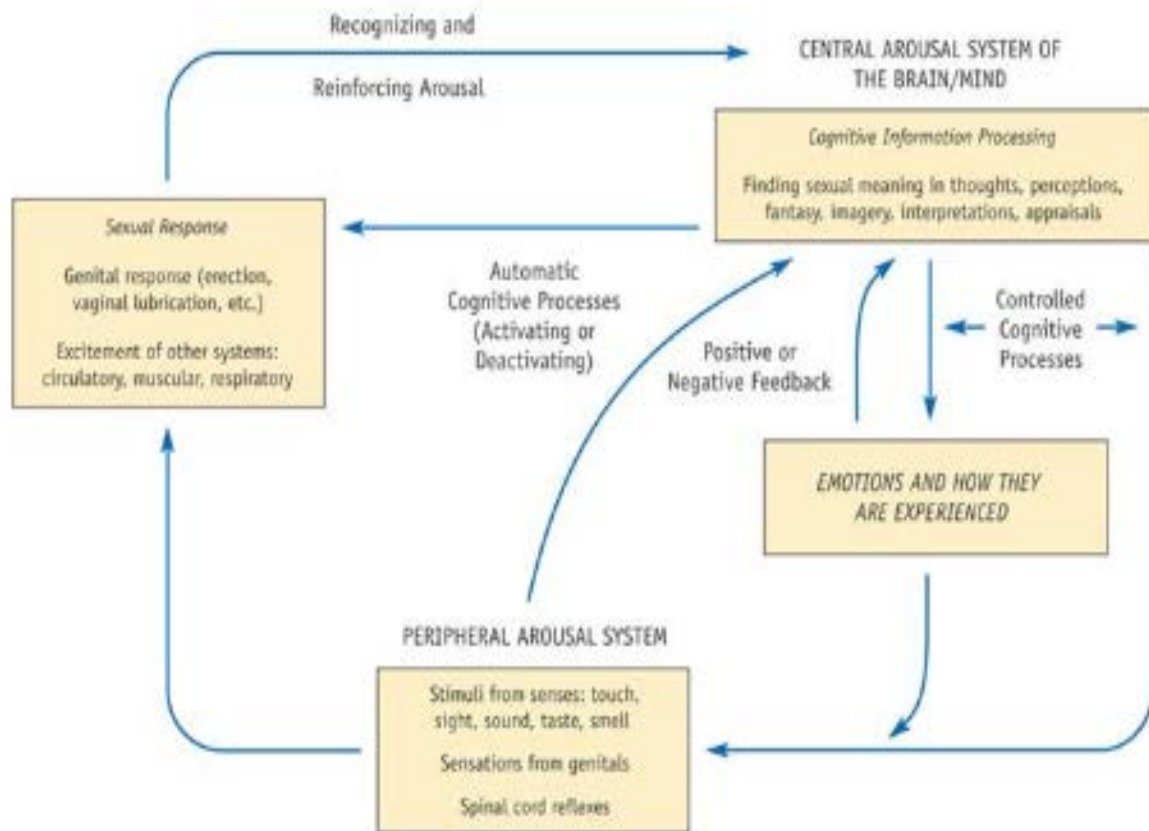 Recognizing and
Reinforcing Arousal
CENTRAL AROUSAL SYSTEM OF
THE BRAIN/MIND
Cognitive Information Processing
Finding sexual meaning in thoughts, perceptions,
fantasy, imagery, interpretations, appraisals
Sexual Response
Genital response (erection,
vaginal lubrication, etc.)
Excitement of other systems:
circulatory, muscular, respiratory
Automatic
Cognitive Processes
(Activating or
Deactivating)
Positive or
Negative Feedback
Controlled
Cognitive
Processes
EMOTIONS AND HOW THEY
ARE EXPERIENCED
PERIPHERAL AROUSAL SYSTEM
Stimuli from senses: touch,
sight, sound, taste, smell
Sensations from genitals
Spinal cord reflexes